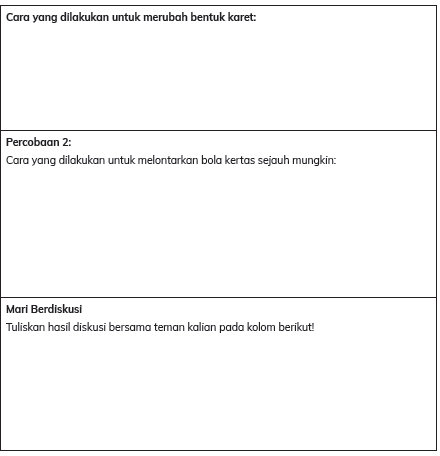 Cara yang dilakukan untuk merubah bentuk karet:
Percobaan 2:
Cara yang dilakukan untuk melontarkan bola kertas sejauh mungkin:
Mari Berdiskusi
Tuliskan hasil diskusi bersama teman kalian pada kolom berikut!